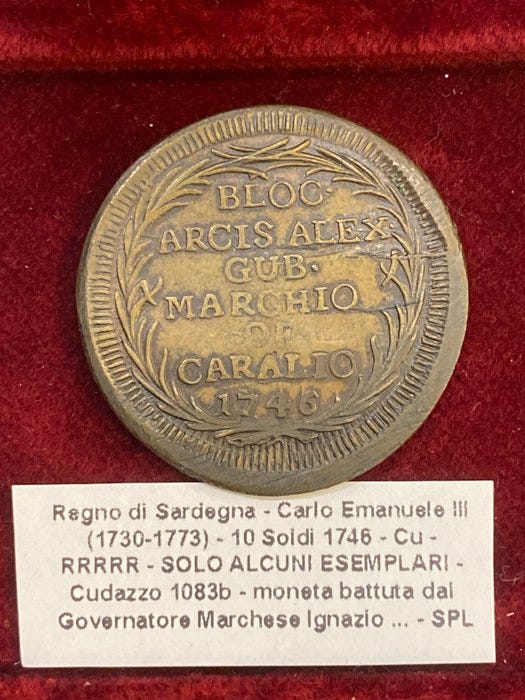 BLOC·
ARCIS. ALEX
GUB·
MARCHIO
DE
CARALIO
1746·
Regno di Sardegna - Carlo Emanuele III
(1730-1773) - 10 Soldi 1746 - Cu -
RRRRR - SOLO ALCUNI ESEMPLARI -
Cudazzo 1083b - moneta battuta dal
Governatore Marchese Ignazio ... - SPL